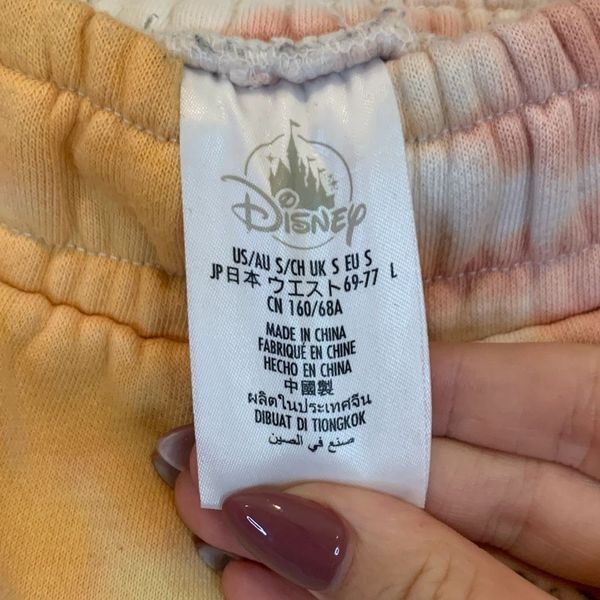 Disney
US/AU S/CH UK S EU S
JP日本 ウエスト69-77 L
CN 160/68A
MADE IN CHINA
FABRIQUÉ EN CHINE
HECHO EN CHINA
中國製
ผลิตในประเทศจีน
DIBUAT DI TIONGKOK
صنع في الصين